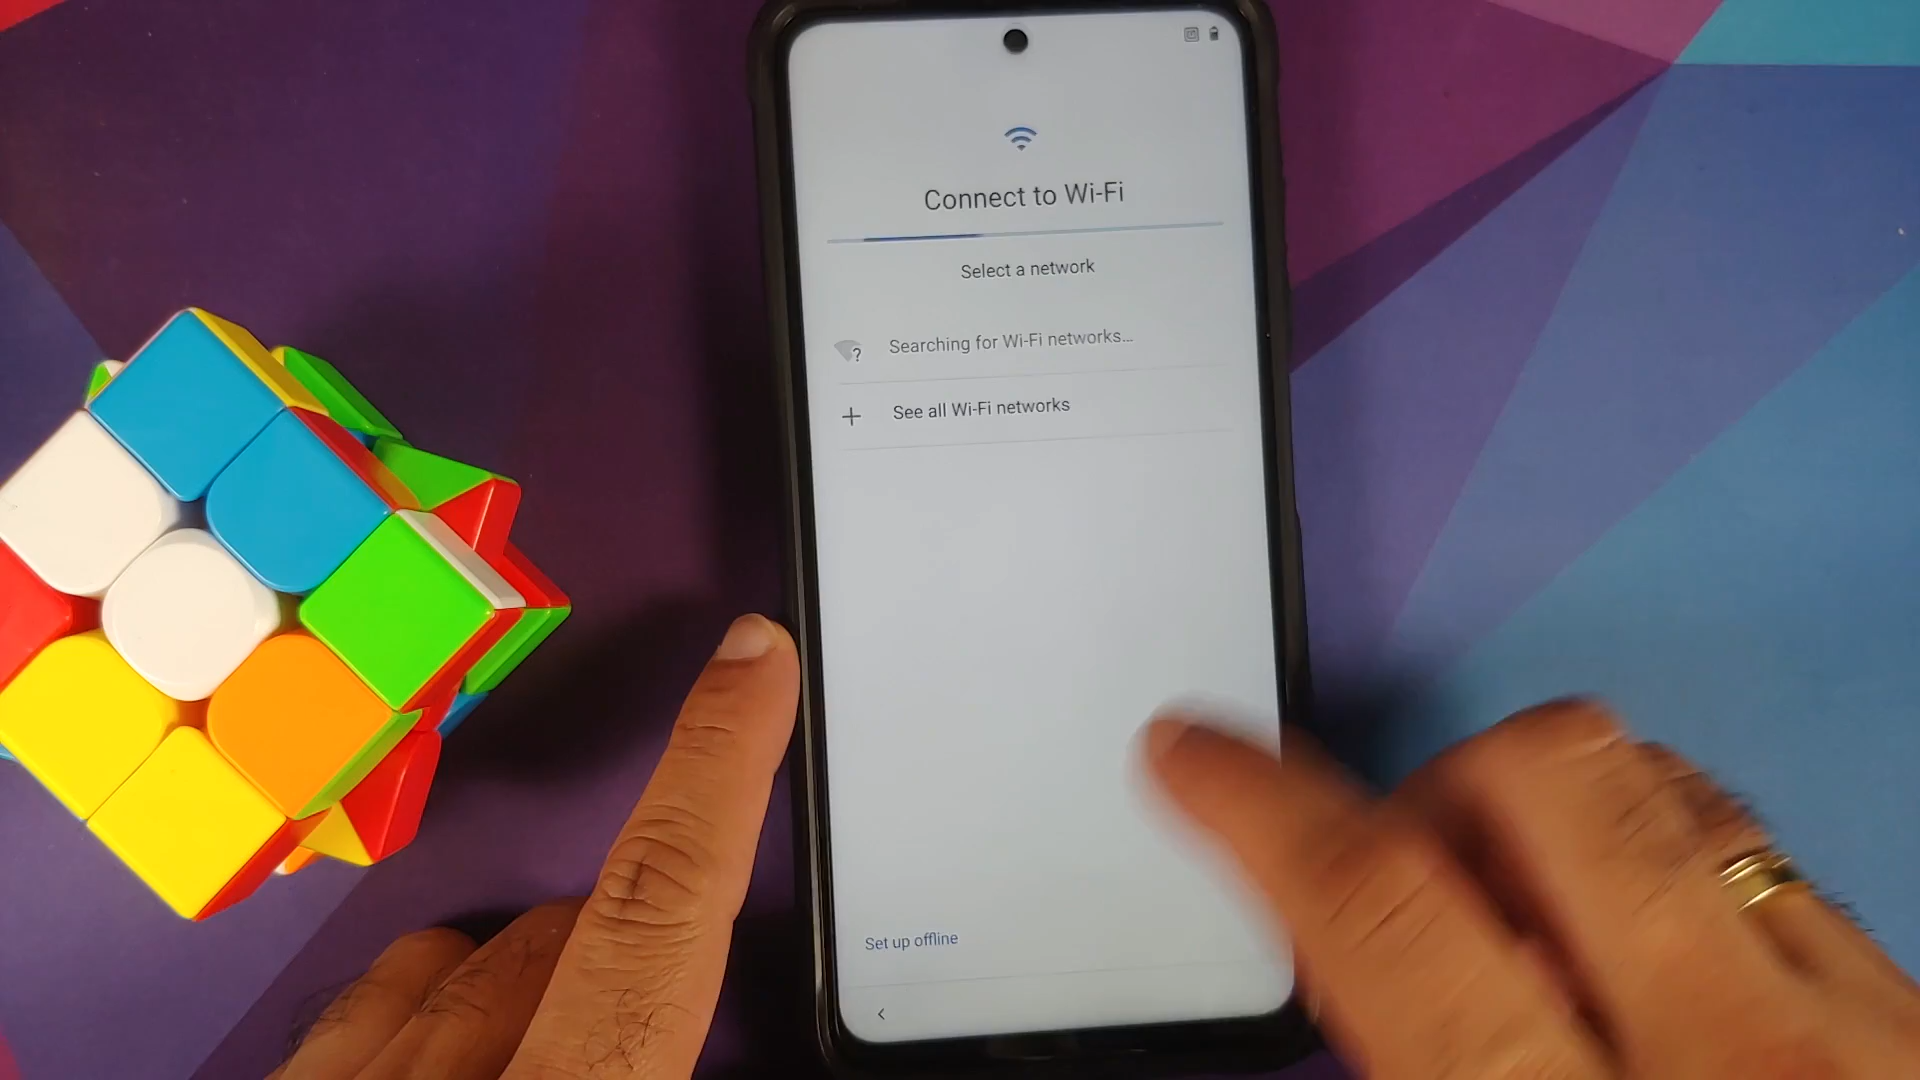 Connect to Wi-Fi
Select a network
Searching for Wi-Fi networks...
See all Wi-Fi networks
Set up offline